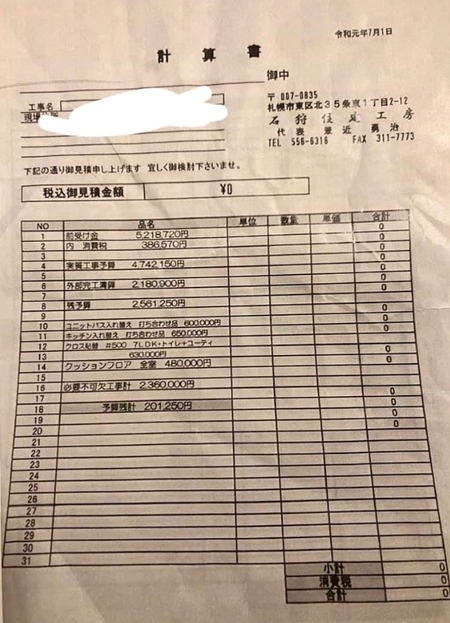 令和元年7月1日
計算書
御中
〒 007-0835
札幌市東区北35条東1丁目2-12
石狩住建工房
代表 兼近 勇治
TEL 556-6316 FAX 311-7773
工事名
下記の通り御見積申し上げます 宜しく御検討下さいませ。
税込御見積金額 ¥0
NO 品名 単位 数量 単価 合計
1 前受け金 5,218,720円 0
2 内 消費税 386,570円 0
3 0
4 実質工事予算 4,742,150円 0
5 0
6 外部完工清算 2,180,900円 0
7 0
8 残予算 2,561,250円 0
9 0
10 ユニットバス入れ替え 打ち合わせ品 600,000円 0
11 キッチン入れ替え 打ち合わせ品 650,000円
12 クロス貼替 #500 7LDK・トイレ+ユーティ
13 630,000円 0
14 クッションフロア 全室 480,000円 0
15
16 必要不可欠工事計 2,360,000円
17 0
18 予算残計 201,250円 0
19 0
20 0
21
22
23
24
25
26
27
28
29
30
31
小計 0
消費税 0
合計 0